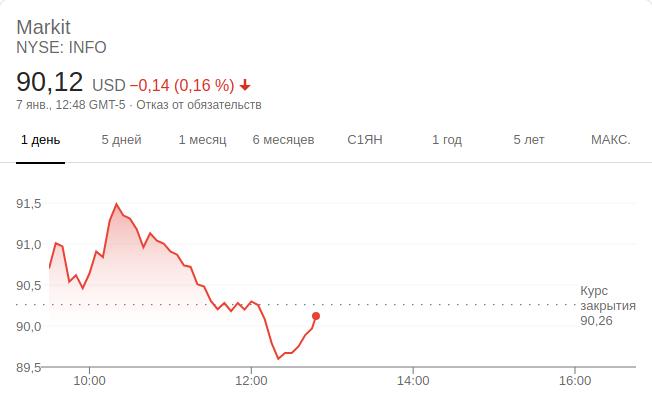 Markit
NYSE: INFO
90,12 USD −0,14 (0,16 %)
7 янв., 12:48 GMT-5 · Отказ от обязательств
1 день 5 дней 1 месяц 6 месяцев С1ЯН 1 год 5 лет МАКС.
91,5
91,0
90,5
90,0
89,5
Курс
закрытия
90,26
10:00 12:00 14:00 16:00